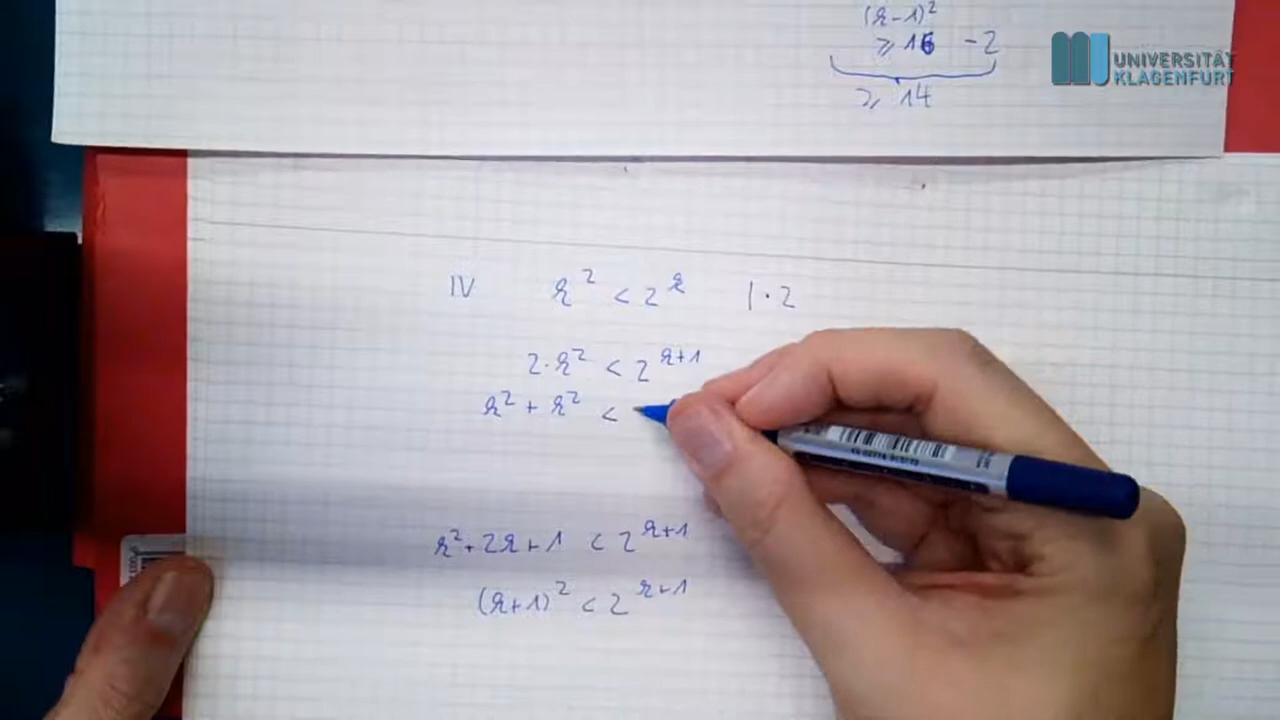 (k-1)²
≥ 16 - 2
≥ 14
UNIVERSITÄT
KLAGENFURT
IV k² < 2^k | · 2
2·k² < 2^{k+1}
k² + k² <
k²+2k+1 < 2^{k+1}
(k+1)² < 2^{k+1}